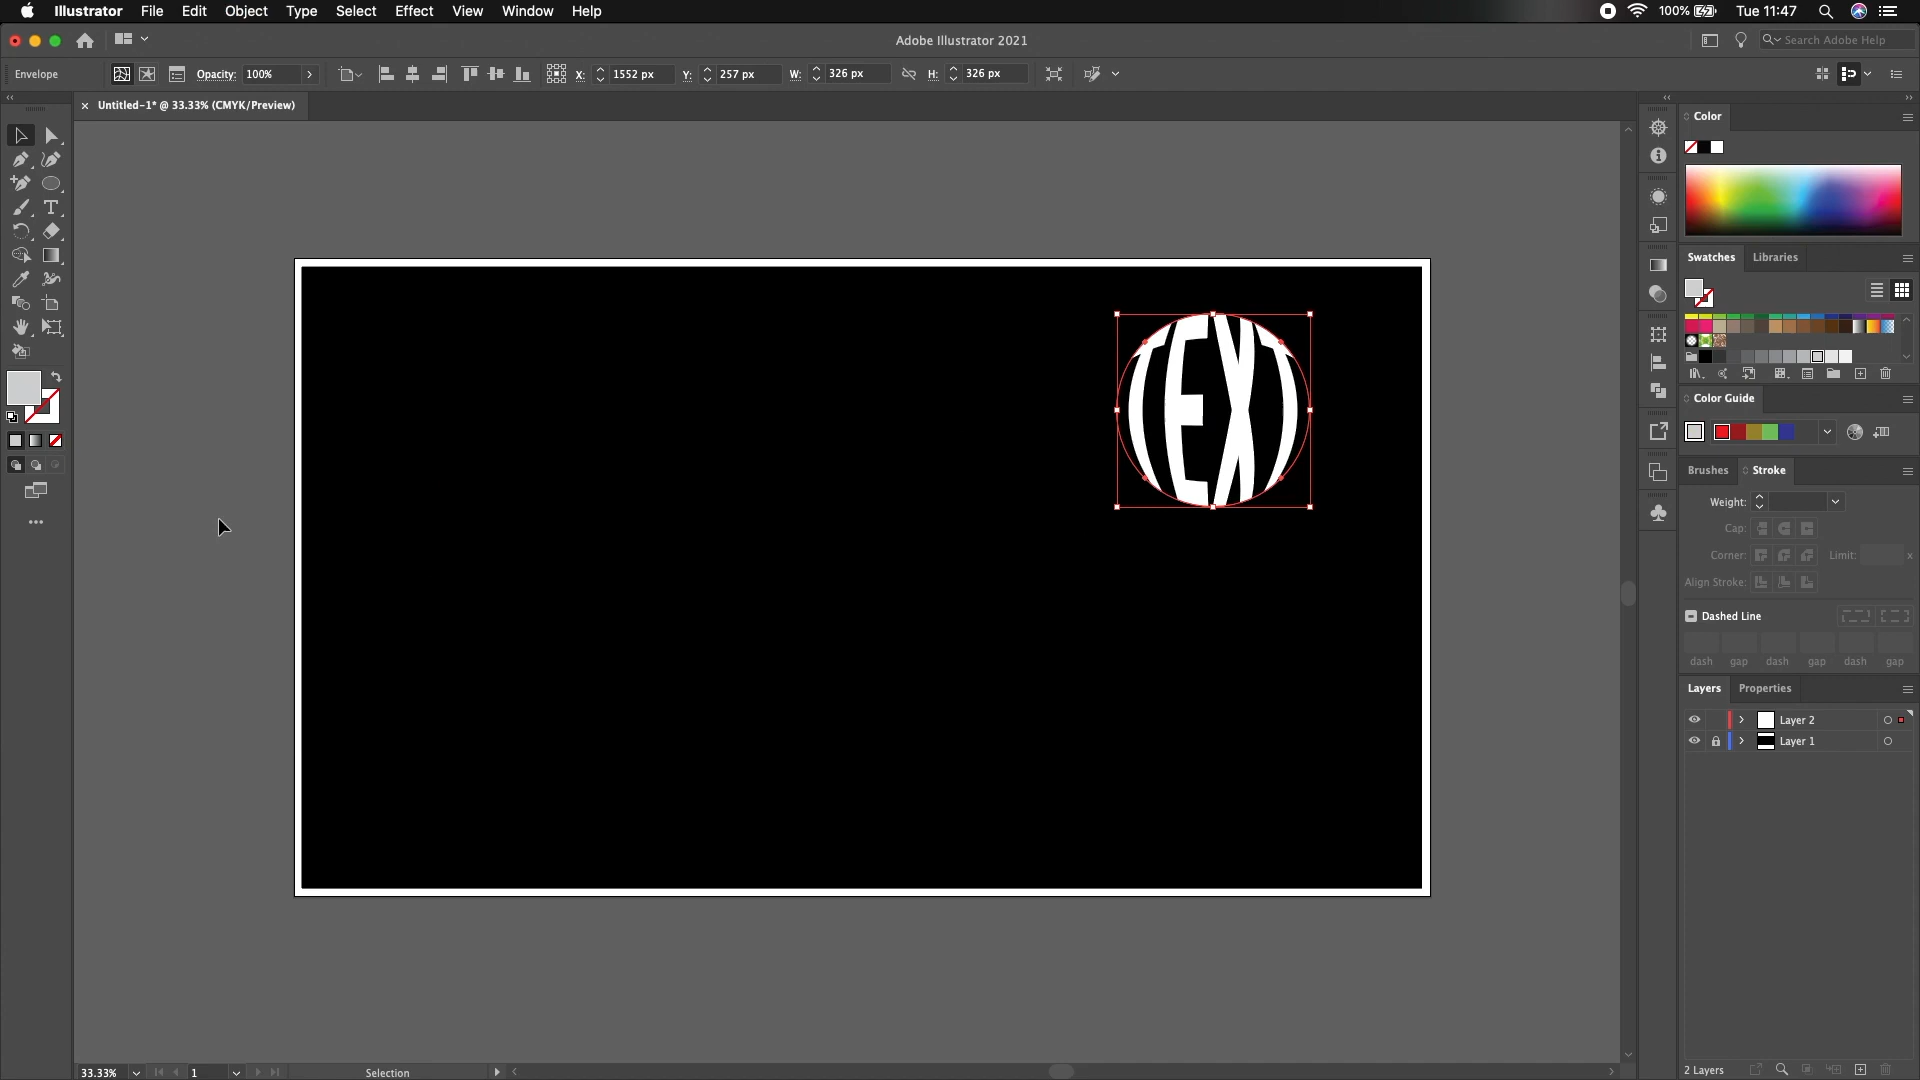 Illustrator File Edit Object Type Select Effect View Window Help 100% Tue 11:47
Adobe Illustrator 2021 Search Adobe Help
Envelope Opacity: 100% X: 1552 px Y: 257 px W: 326 px H: 326 px
Untitled-1* @ 33.33% (CMYK/Preview)
Color
Swatches Libraries
Color Guide
Brushes Stroke
Weight:
Cap:
Corner: Limit: x
Align Stroke:
Dashed Line
dash gap dash gap dash gap
Layers Properties
Layer 2
Layer 1
TEXT
33.33% 1 Selection 2 Layers